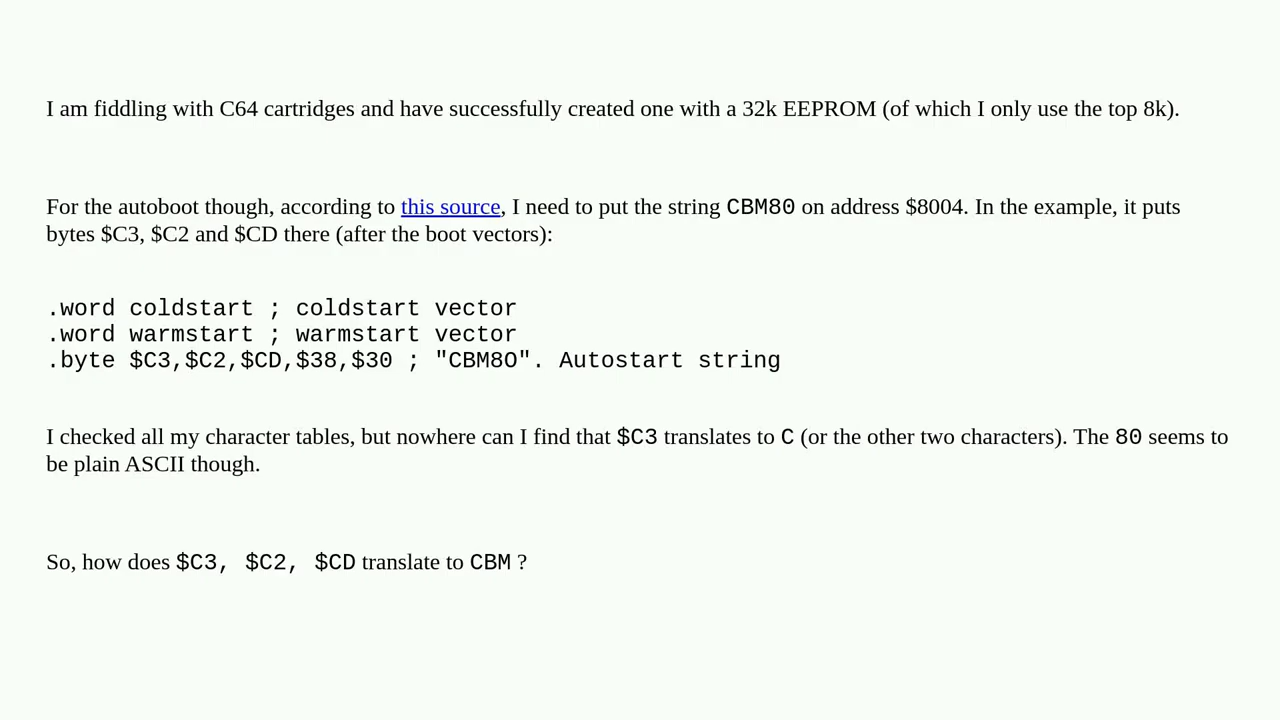 I am fiddling with C64 cartridges and have successfully created one with a 32k EEPROM (of which I only use the top 8k).
For the autoboot though, according to this source, I need to put the string CBM80 on address $8004. In the example, it puts
bytes $C3, $C2 and $CD there (after the boot vectors):
.word coldstart ; coldstart vector
.word warmstart ; warmstart vector
.byte $C3,$C2,$CD,$38,$30 ; "CBM8O". Autostart string
I checked all my character tables, but nowhere can I find that $C3 translates to C (or the other two characters). The 80 seems to
be plain ASCII though.
So, how does $C3, $C2, $CD translate to CBM ?